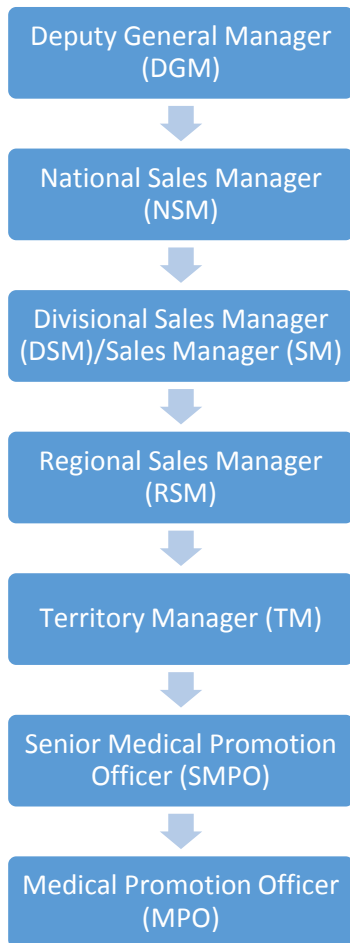 Deputy General Manager
(DGM)
National Sales Manager
(NSM)
Divisional Sales Manager
(DSM)/Sales Manager (SM)
Regional Sales Manager
(RSM)
Territory Manager (TM)
Senior Medical Promotion
Officer (SMPO)
Medical Promotion Officer
(MPO)